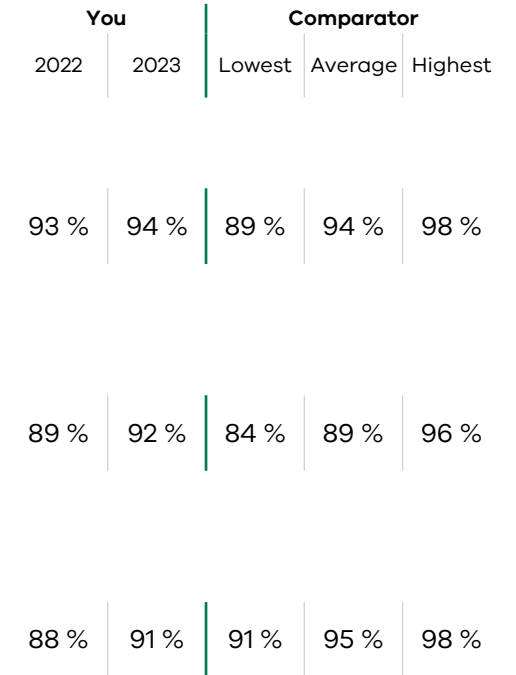 You Comparator
2022 2023 Lowest Average Highest
93 % 94 % 89 % 94 % 98 %
89 % 92 % 84 % 89 % 96 %
88 % 91 % 91 % 95 % 98 %